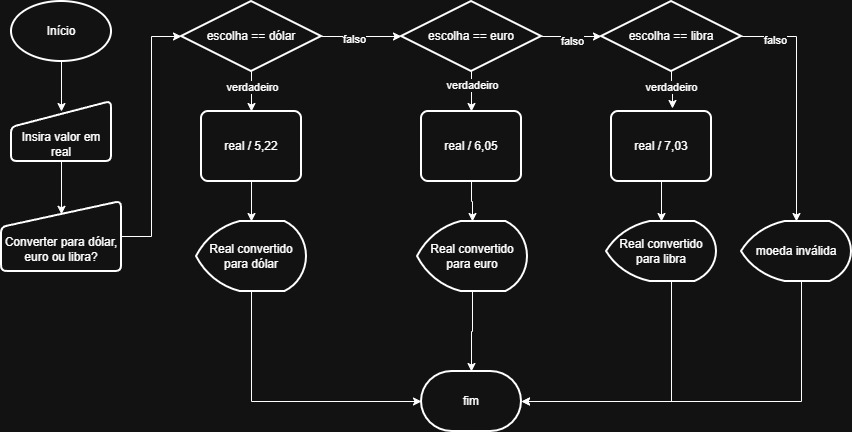 Início
Insira valor em
real
Converter para dólar,
euro ou libra?
escolha == dólar
falso
verdadeiro
real / 5,22
Real convertido
para dólar
escolha == euro
falso
verdadeiro
real / 6,05
Real convertido
para euro
escolha == libra
falso
verdadeiro
real / 7,03
Real convertido
para libra
moeda inválida
fim